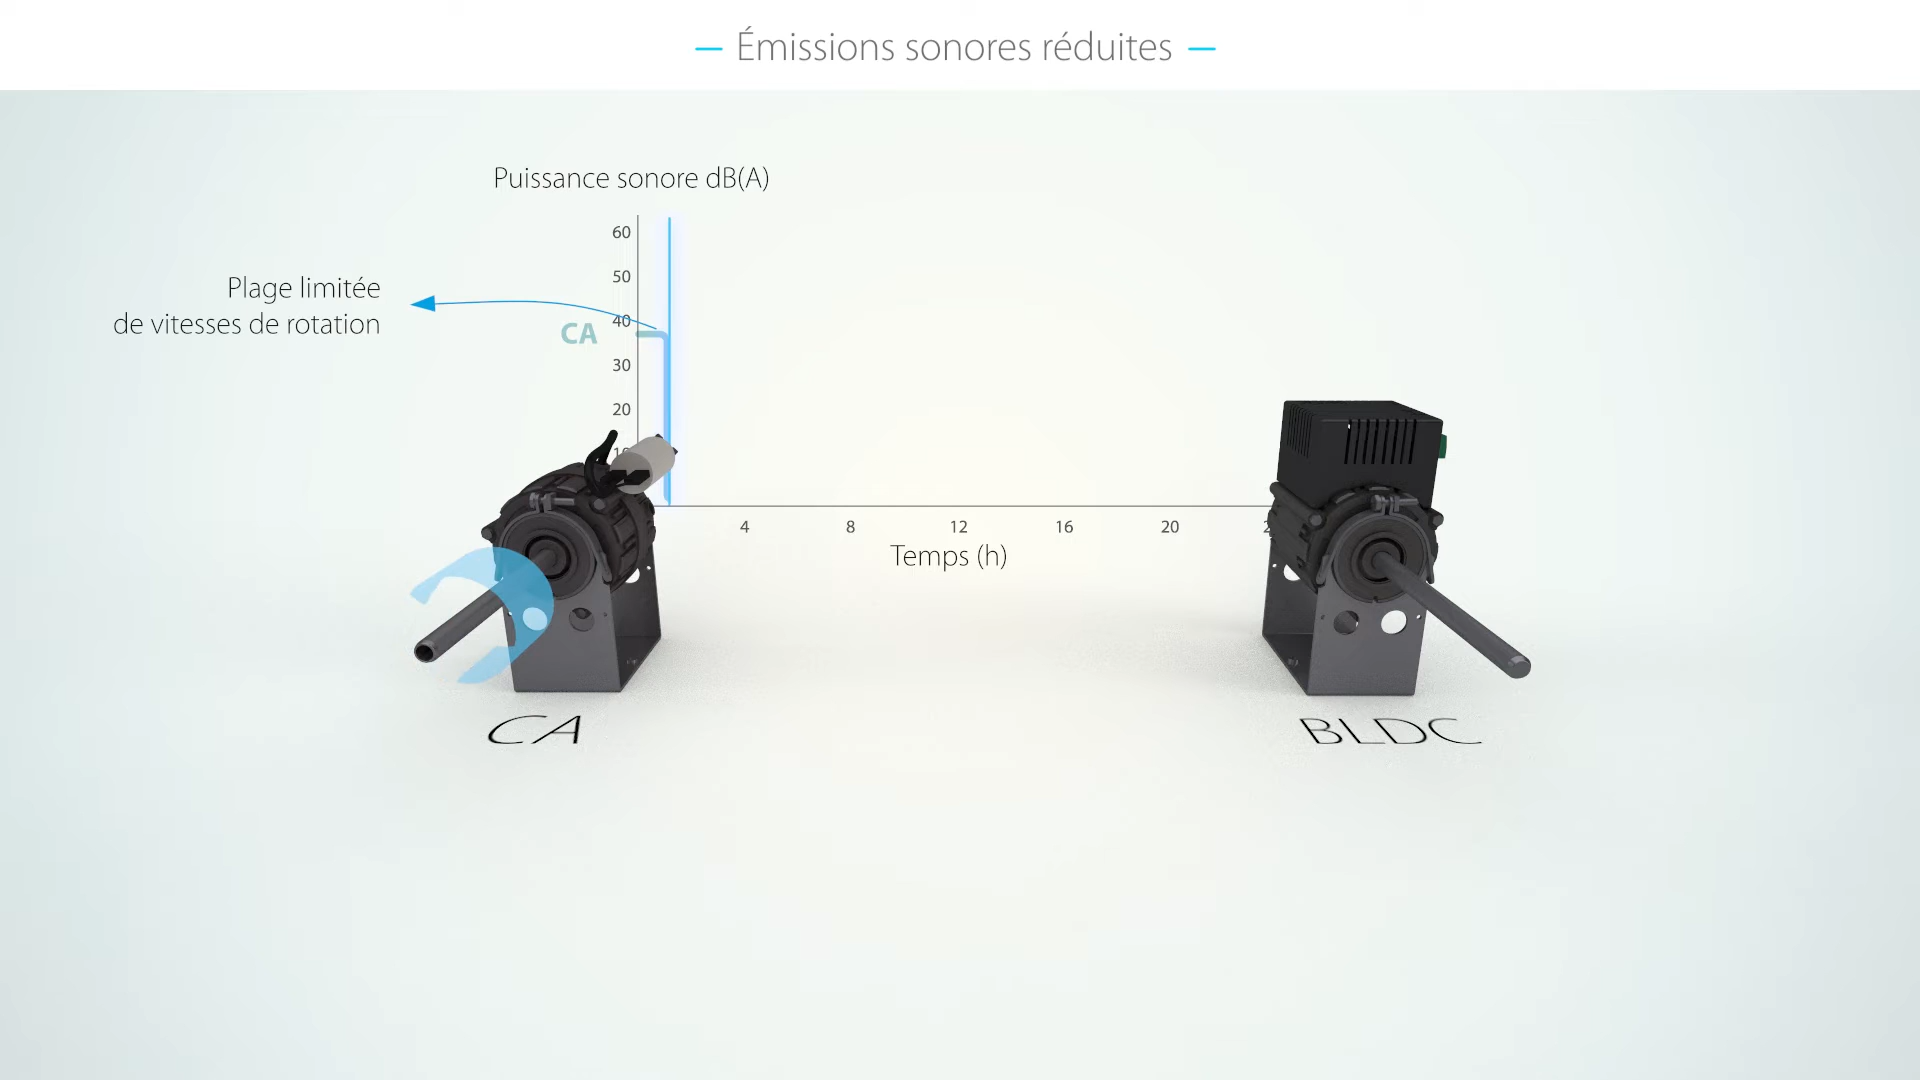 Émissions sonores réduites
Puissance sonore dB(A)
60
50
Plage limitée
de vitesses de rotation
40
CA
30
20
4 8 12 16 20
Temps (h)
CA
BLDC